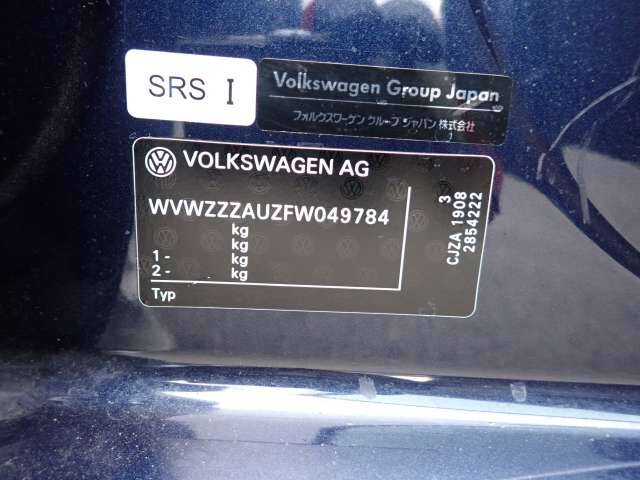 SRS I
Volkswagen Group Japan
フォルクスワーゲン グループ ジャパン 株式会社
VOLKSWAGEN AG
WVWZZZAUZFW049784
kg
kg
1 - kg
2 - kg
Typ
3
CJZA 1908
2854222